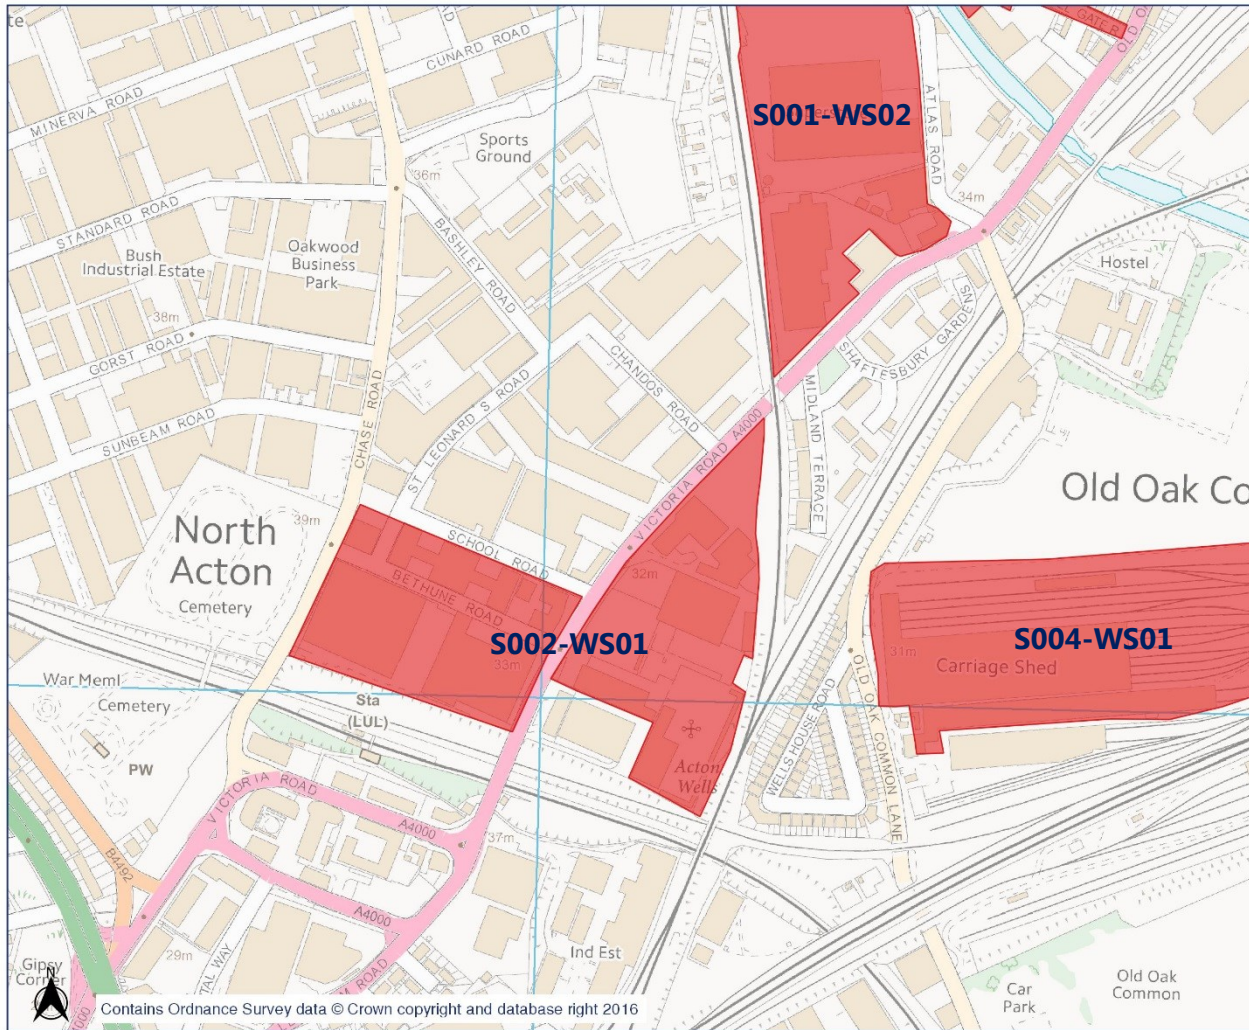 CUNARD ROAD
MINERVA ROAD
S001-WS02
ATLAS ROAD
Sports
Ground
36m
34m
STANDARD ROAD
BASHLEY ROAD
Bush
Industrial Estate
Oakwood
Business
Park
Hostel
38m
GORST ROAD
SHAFTESBURY GARDENS
CHANDOS ROAD
MIDLAND TERRACE
ST LEONARD S ROAD
SUNBEAM ROAD
CHASE ROAD
VICTORIA ROAD A4000
Old Oak Co
39m
North
Acton
Cemetery
SCHOOL ROAD
BETHUNE ROAD
32m
S002-WS01
33m
S004-WS01
31m
Carriage Shed
War Meml
Cemetery
Sta
(LUL)
WELLS HOUSE ROAD
OLD OAK COMMON LANE
PW
Acton
Wells
VICTORIA ROAD
A4000
37m
B4492
A4000
29m
Ind Est
Gipsy
Corner
Car
Park
Old Oak
Common
N
Contains Ordnance Survey data © Crown copyright and database right 2016